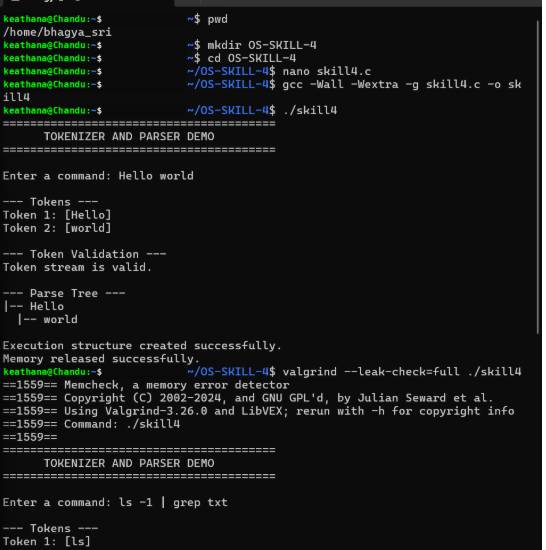 keathana@Chandu:~$ ~$ pwd
/home/bhagya_sri
keathana@Chandu:~$ ~$ mkdir OS-SKILL-4
keathana@Chandu:~$ ~$ cd OS-SKILL-4
keathana@Chandu:~$ ~/OS-SKILL-4$ nano skill4.c
keathana@Chandu:~$ ~/OS-SKILL-4$ gcc -Wall -Wextra -g skill4.c -o sk
ill4
keathana@Chandu:~$ ~/OS-SKILL-4$ ./skill4
========================================
TOKENIZER AND PARSER DEMO
========================================
Enter a command: Hello world
--- Tokens ---
Token 1: [Hello]
Token 2: [world]
--- Token Validation ---
Token stream is valid.
--- Parse Tree ---
|-- Hello
|-- world
Execution structure created successfully.
Memory released successfully.
keathana@Chandu:~$ ~/OS-SKILL-4$ valgrind --leak-check=full ./skill4
==1559== Memcheck, a memory error detector
==1559== Copyright (C) 2002-2024, and GNU GPL'd, by Julian Seward et al.
==1559== Using Valgrind-3.26.0 and LibVEX; rerun with -h for copyright info
==1559== Command: ./skill4
==1559==
========================================
TOKENIZER AND PARSER DEMO
========================================
Enter a command: ls -1 | grep txt
--- Tokens ---
Token 1: [ls]